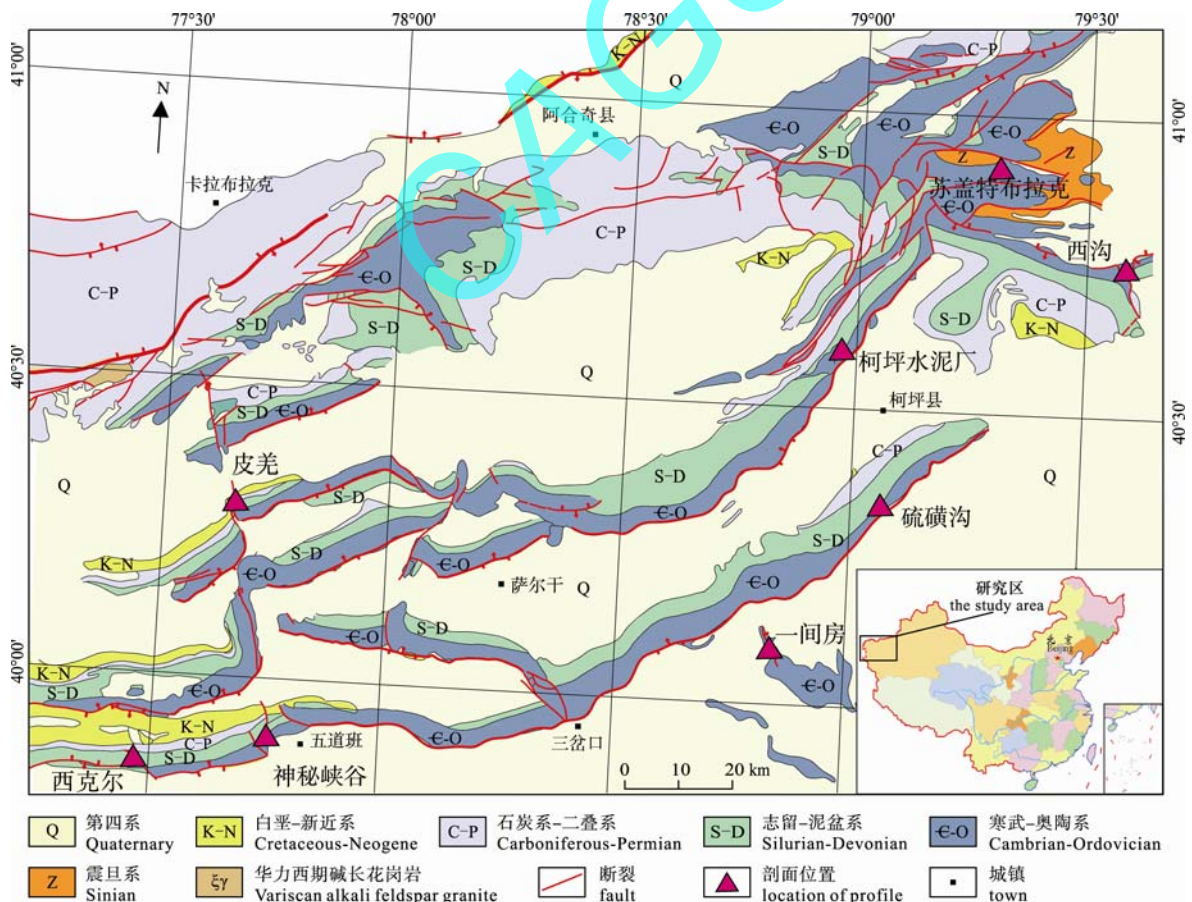 77°30′ 78°00′ 78°30′ 79°00′ 79°30′
41°00′
41°00′
40°30′
40°30′
40°00′
40°00′
N
CAGS
K-N
Q
C-P
阿合奇县
Є-O
Є-O
Є-O
S-D
Z
Z
卡拉布拉克
苏盖特布拉克
Є-O
C-P
K-N
西沟
S-D
Є-O
C-P
C-P
S-D
S-D
S-D
K-N
柯坪水泥厂
Q
C-P
S-D
Є-O
柯坪县
皮羌
C-P
Q
S-D
S-D
Q
Є-O
硫磺沟
S-D
S-D
K-N
Є-O
Є-O
萨尔干
Q
Є-O
S-D
Є-O
一间房
Є-O
K-N
S-D
Є-O
K-N
C-P
S-D
五道班
Є-O
三岔口
西克尔
神秘峡谷
0 10 20 km
研究区
the study area
北京
Beijing
Q 第四系
Quaternary
K-N 白垩-新近系
Cretaceous-Neogene
C-P 石炭系-二叠系
Carboniferous-Permian
S-D 志留-泥盆系
Silurian-Devonian
Є-O 寒武-奥陶系
Cambrian-Ordovician
Z 震旦系
Sinian
ξγ 华力西期碱长花岗岩
Variscan alkali feldspar granite
断裂
fault
剖面位置
location of profile
城镇
town